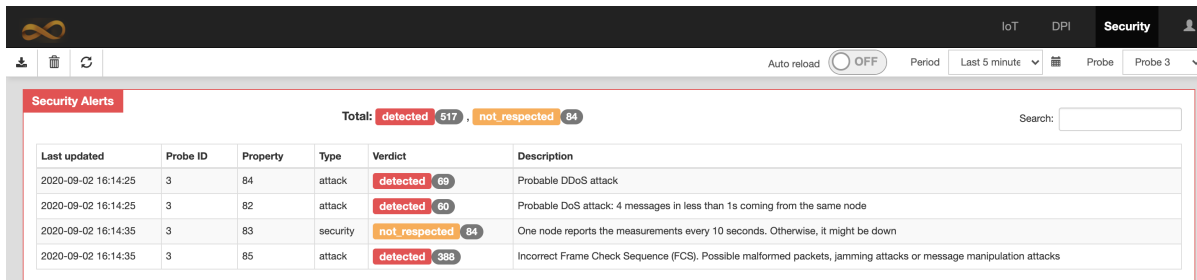 IoT DPI Security
Auto reload OFF Period Last 5 minute Probe Probe 3
Security Alerts
Total: detected 517 , not_respected 84
Search:
Last updated Probe ID Property Type Verdict Description
2020-09-02 16:14:25 3 84 attack detected 69 Probable DDoS attack
2020-09-02 16:14:25 3 82 attack detected 60 Probable DoS attack: 4 messages in less than 1s coming from the same node
2020-09-02 16:14:35 3 83 security not_respected 84 One node reports the measurements every 10 seconds. Otherwise, it might be down
2020-09-02 16:14:35 3 85 attack detected 388 Incorrect Frame Check Sequence (FCS). Possible malformed packets, jamming attacks or message manipulation attacks